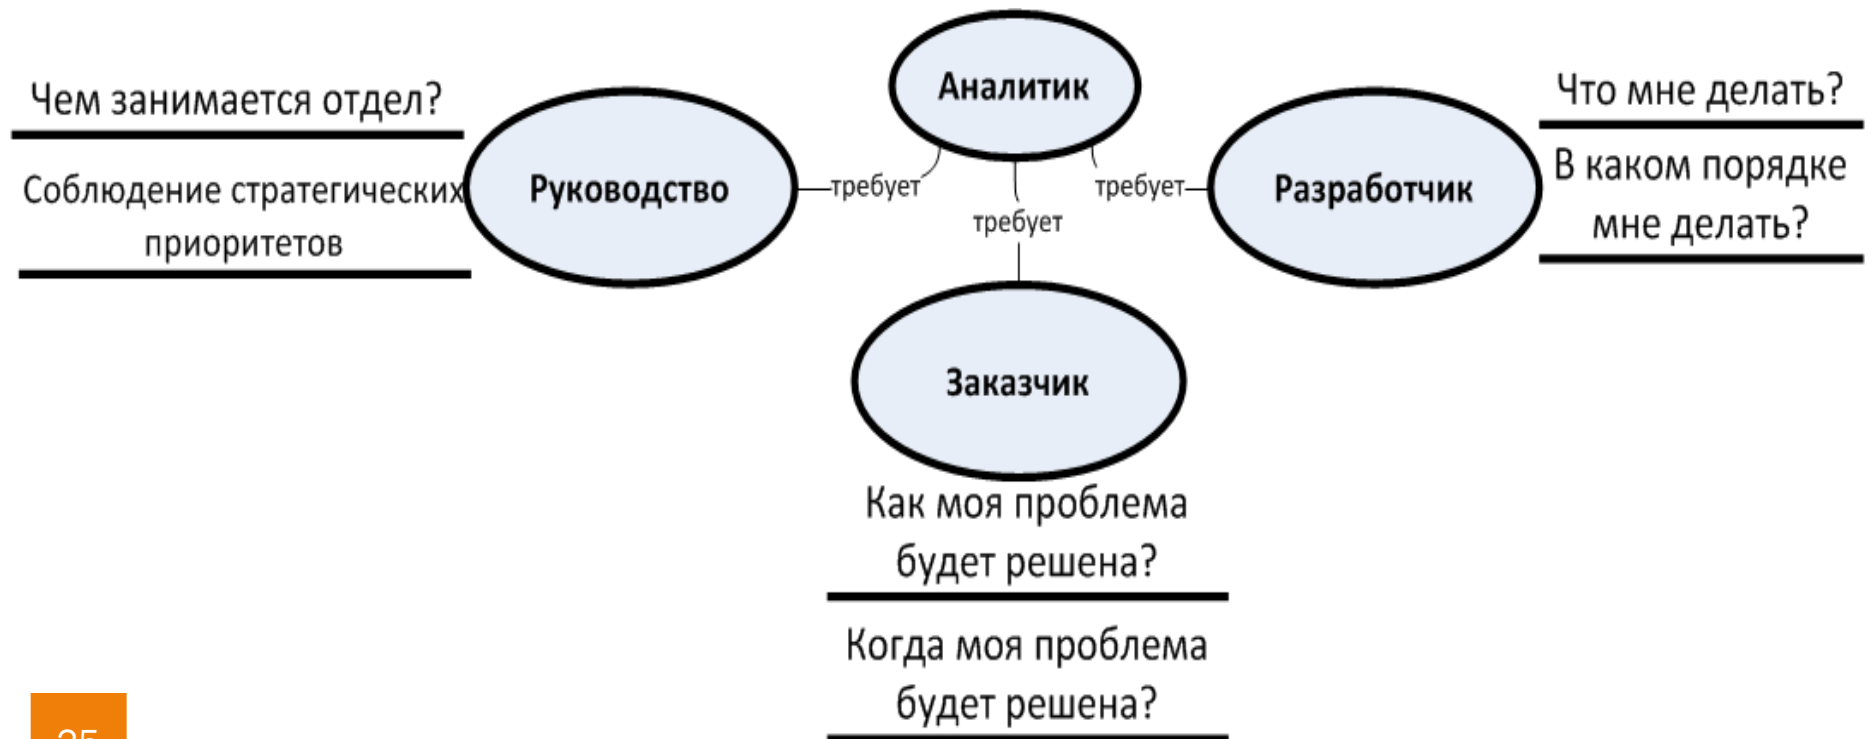 Аналитик
Чем занимается отдел?
Соблюдение стратегических
приоритетов
Руководство
требует
требует
требует
Разработчик
Что мне делать?
В каком порядке
мне делать?
Заказчик
Как моя проблема
будет решена?
Когда моя проблема
будет решена?